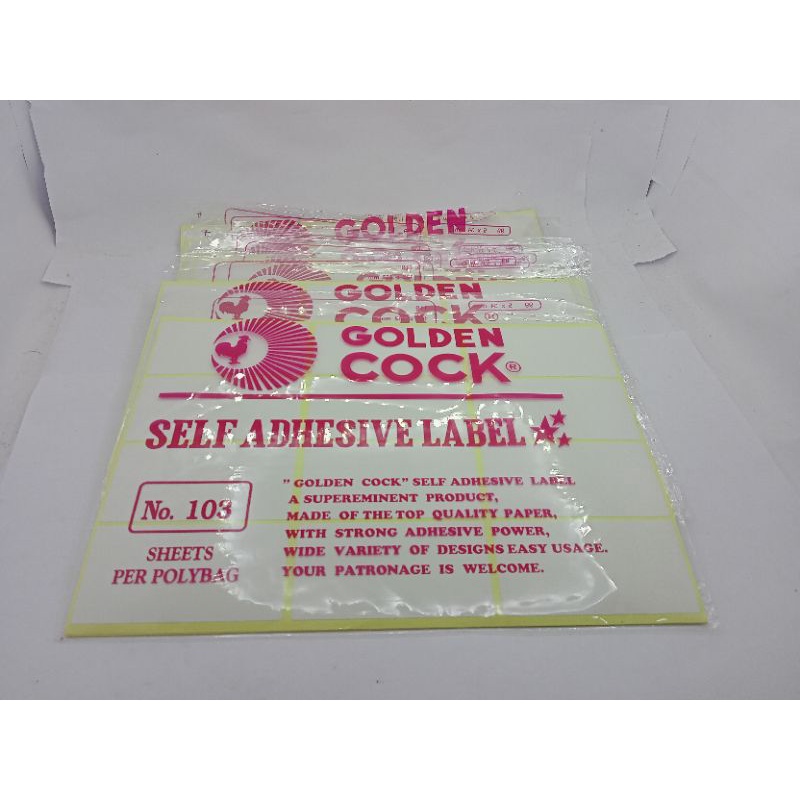 GOLDEN
GOLDEN
COCK
GOLDEN
COCK®
SELF ADHESIVE LABEL
No. 103
SHEETS
PER POLYBAG
"GOLDEN COCK" SELF ADHESIVE LABEL
A SUPEREMINENT PRODUCT,
MADE OF THE TOP QUALITY PAPER,
WITH STRONG ADHESIVE POWER,
WIDE VARIETY OF DESIGNS EASY USAGE.
YOUR PATRONAGE IS WELCOME.